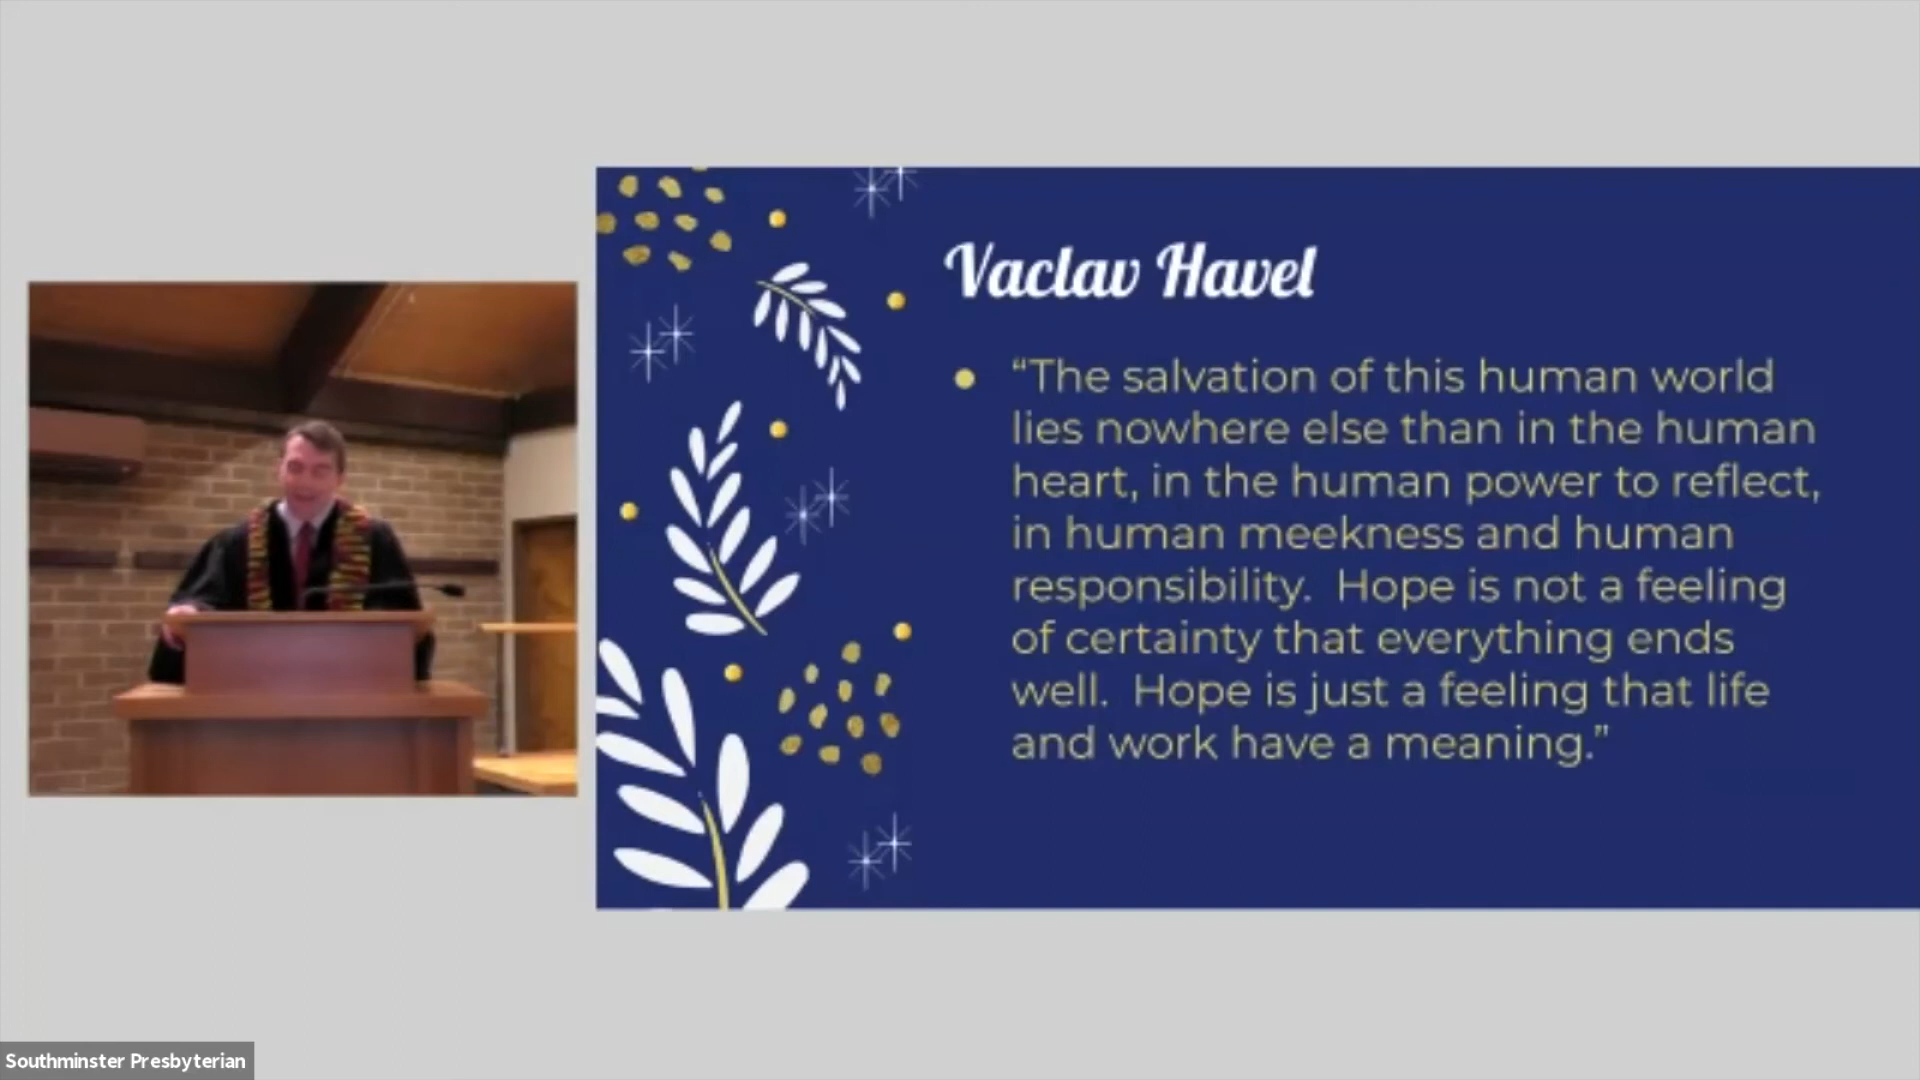 Vaclav Havel
• “The salvation of this human world
lies nowhere else than in the human
heart, in the human power to reflect,
in human meekness and human
responsibility.  Hope is not a feeling
of certainty that everything ends
well.  Hope is just a feeling that life
and work have a meaning.”
Southminster Presbyterian